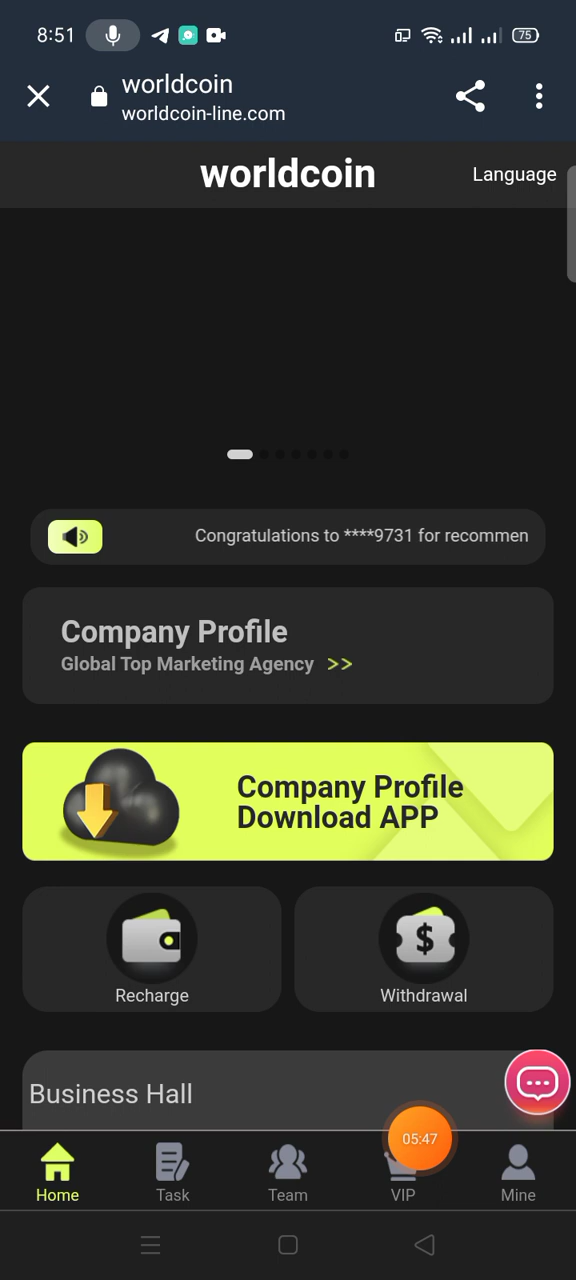 8:51
75
worldcoin
worldcoin-line.com
worldcoin
Language
Congratulations to ****9731 for recommen
Company Profile
Global Top Marketing Agency >>
Company Profile
Download APP
$
Recharge
Withdrawal
Business Hall
05:47
Home
Task
Team
VIP
Mine